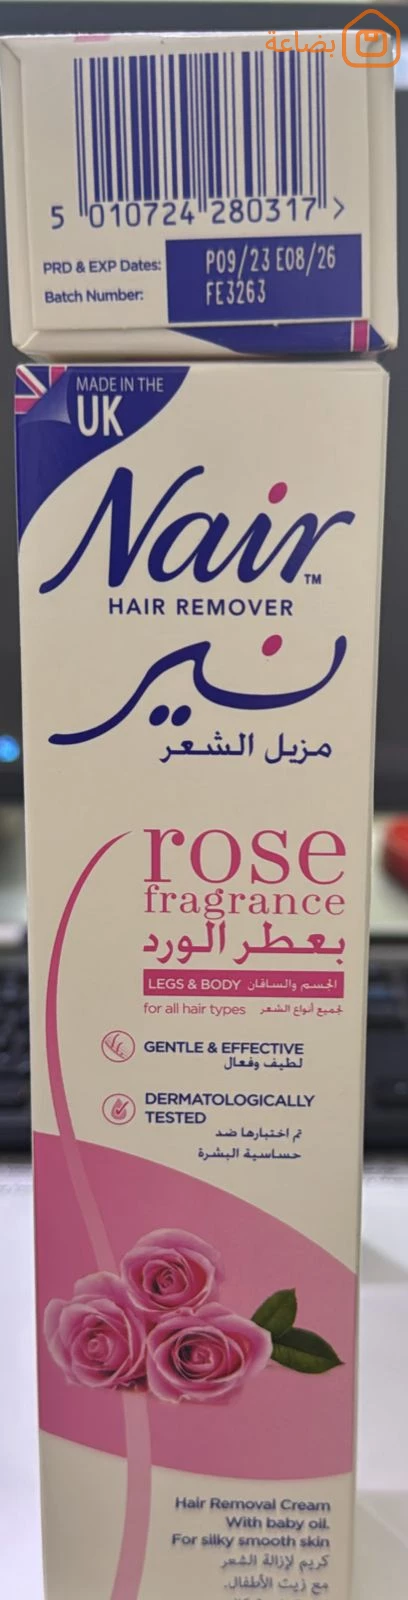 بضاعة
5 010724 280317 >
PRD & EXP Dates: P09/23 E08/26
Batch Number: FE3263
MADE IN THE
UK
Nair™
HAIR REMOVER
نير
مزيل الشعر
rose
fragrance
بعطر الورد
LEGS & BODY الجسم والساقان
for all hair types لجميع أنواع الشعر
GENTLE & EFFECTIVE
لطيف وفعال
DERMATOLOGICALLY
TESTED
تم اختبارها ضد
حساسية البشرة
Hair Removal Cream
With baby oil.
For silky smooth skin
كريم لإزالة الشعر
مع زيت الأطفال.